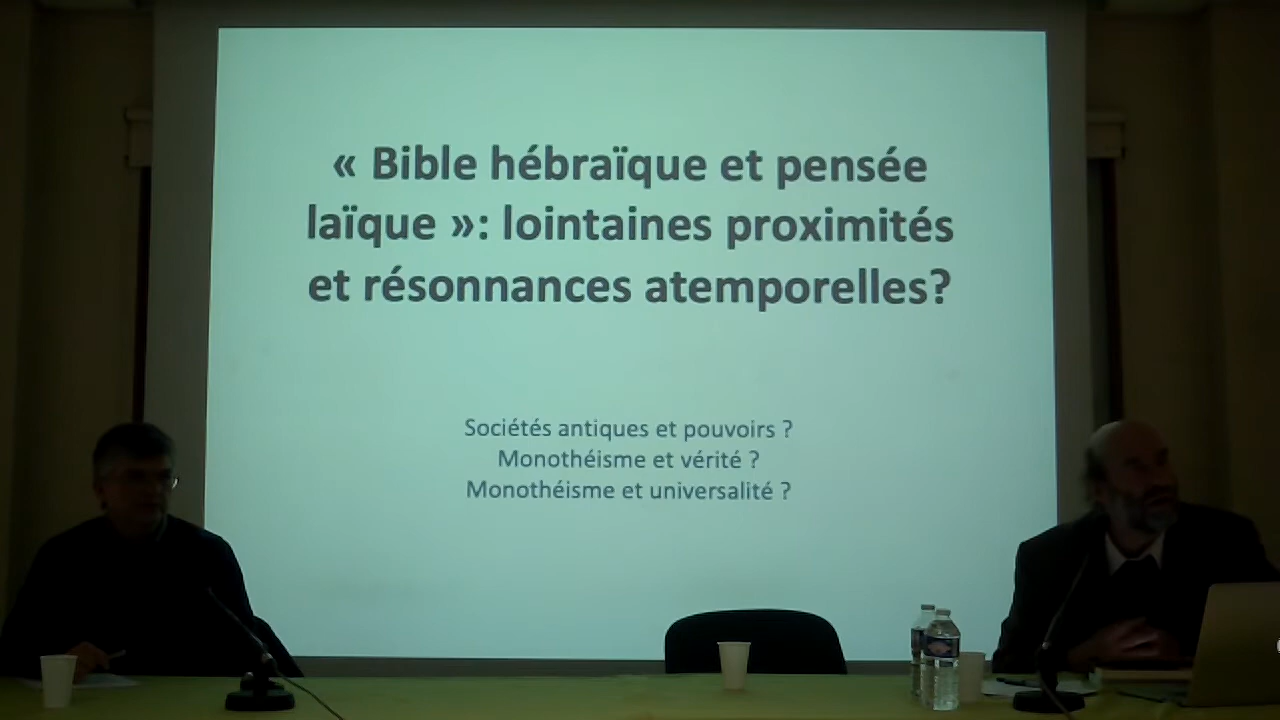 « Bible hébraïque et pensée
laïque »: lointaines proximités
et résonnances atemporelles?
Sociétés antiques et pouvoirs ?
Monothéisme et vérité ?
Monothéisme et universalité ?